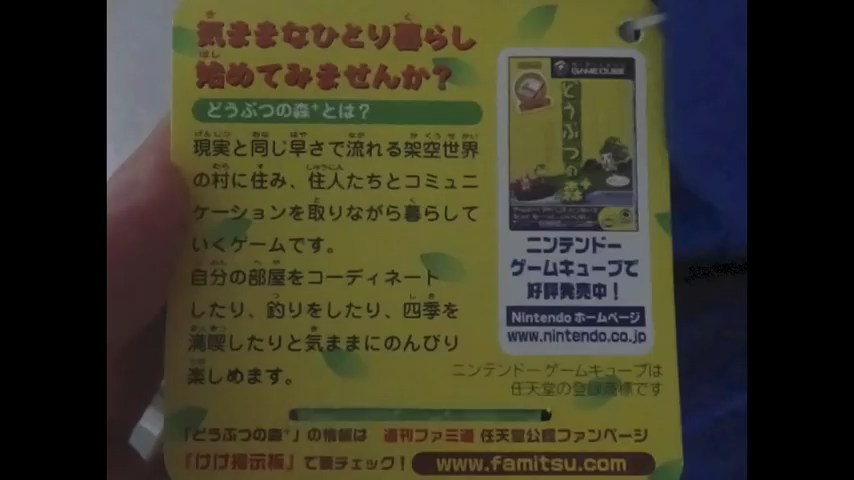 気ままなひとり暮らし
始めてみませんか？
どうぶつの森+とは？
現実と同じ早さで流れる架空世界
の村に住み、住人たちとコミュニ
ケーションを取りながら暮らして
いくゲームです。
自分の部屋をコーディネート
したり、釣りをしたり、四季を
満喫したりと気ままにのんびり
楽しめます。
GAMECUBE
どうぶつの森+
ニンテンドー
ゲームキューブで
好評発売中！
Nintendo ホームページ
www.nintendo.co.jp
ニンテンドーゲームキューブは
任天堂の登録商標です
「どうぶつの森+」の情報は 週刊ファミ通 任天堂公認ファンページ
『けけ掲示板』で要チェック！ www.famitsu.com